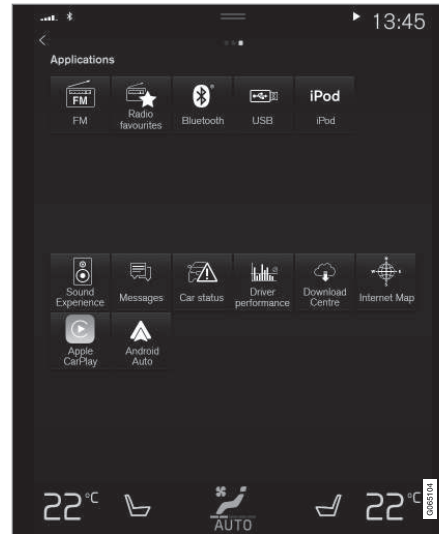 13:45
Applications
FM
FM
Radio
favourites
Bluetooth
USB
iPod
iPod
Sound
Experience
Messages
Car status
Driver
performance
Download
Centre
Internet Map
Apple
CarPlay
Android
Auto
22°C
AUTO
22°C
G065104